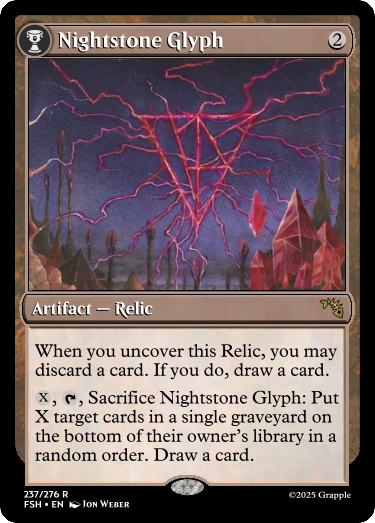 Nightstone Glyph 2
Artifact — Relic
When you uncover this Relic, you may
discard a card. If you do, draw a card.
X, , Sacrifice Nightstone Glyph: Put
X target cards in a single graveyard on
the bottom of their owner's library in a
random order. Draw a card.
237/276 R
FSH • EN Jon Weber
©2025 Grapple